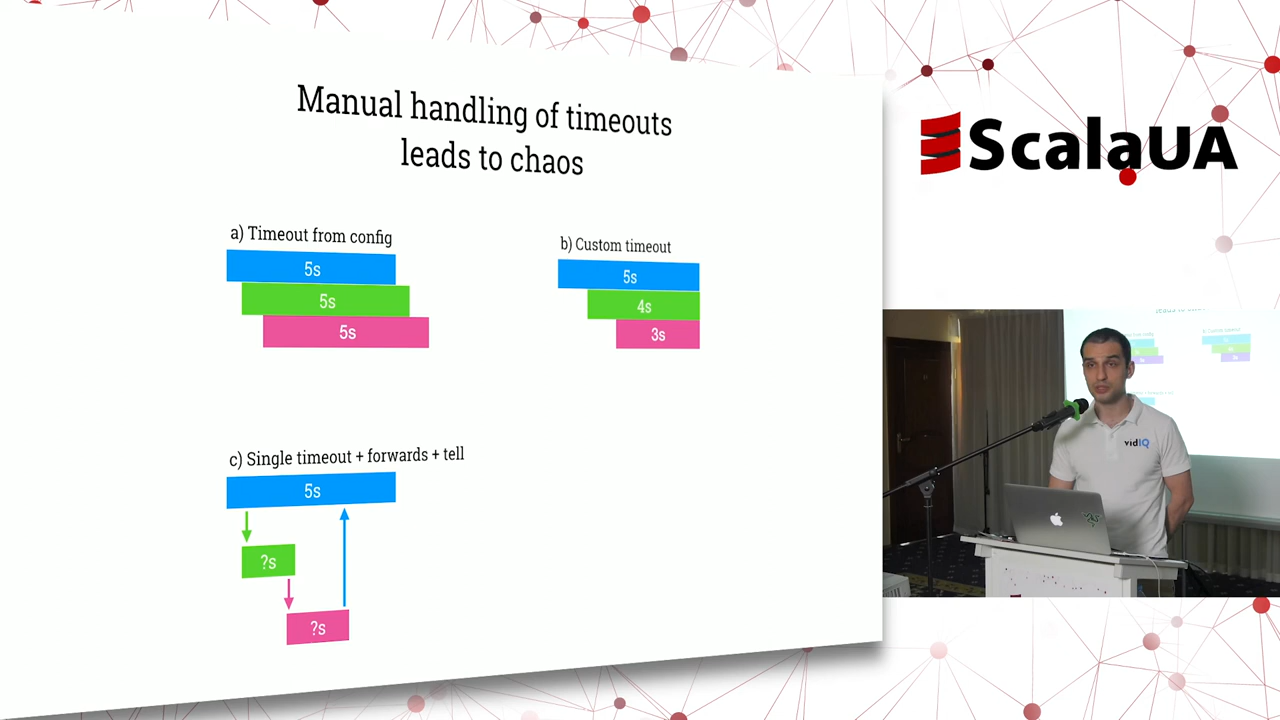 Manual handling of timeouts
leads to chaos
a) Timeout from config
5s
5s
5s
b) Custom timeout
5s
4s
3s
c) Single timeout + forwards + tell
5s
?s
?s
ScalaUA
vidIQ